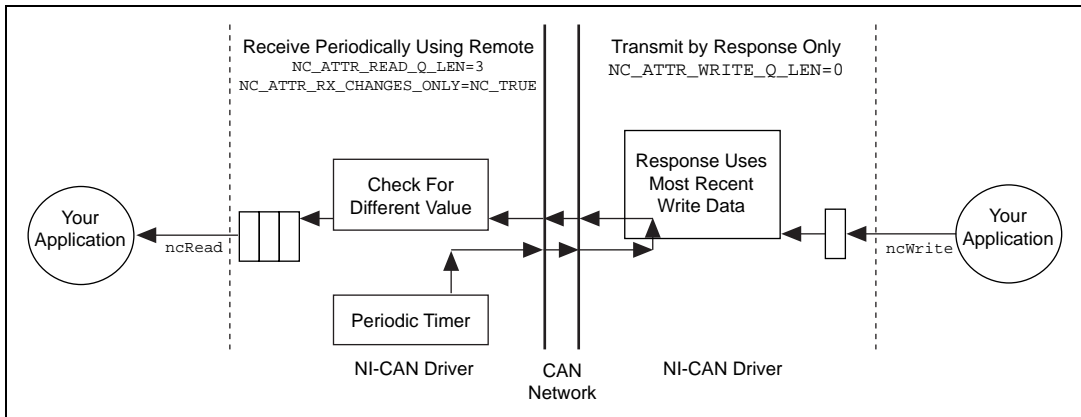 Receive Periodically Using Remote
NC_ATTR_READ_Q_LEN=3
NC_ATTR_RX_CHANGES_ONLY=NC_TRUE
Transmit by Response Only
NC_ATTR_WRITE_Q_LEN=0
Your
Application
ncRead
Check For
Different Value
Periodic Timer
NI-CAN Driver
CAN
Network
Response Uses
Most Recent
Write Data
NI-CAN Driver
ncWrite
Your
Application